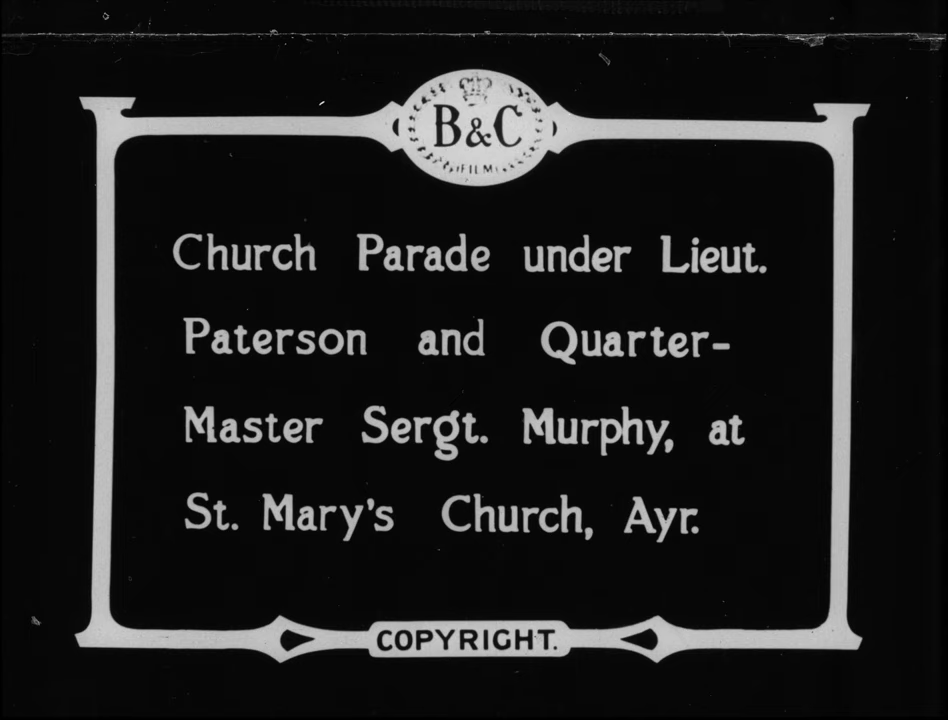 B&C
FILM
Church Parade under Lieut.
Paterson and Quarter-
Master Sergt. Murphy, at
St. Mary's Church, Ayr.
COPYRIGHT.